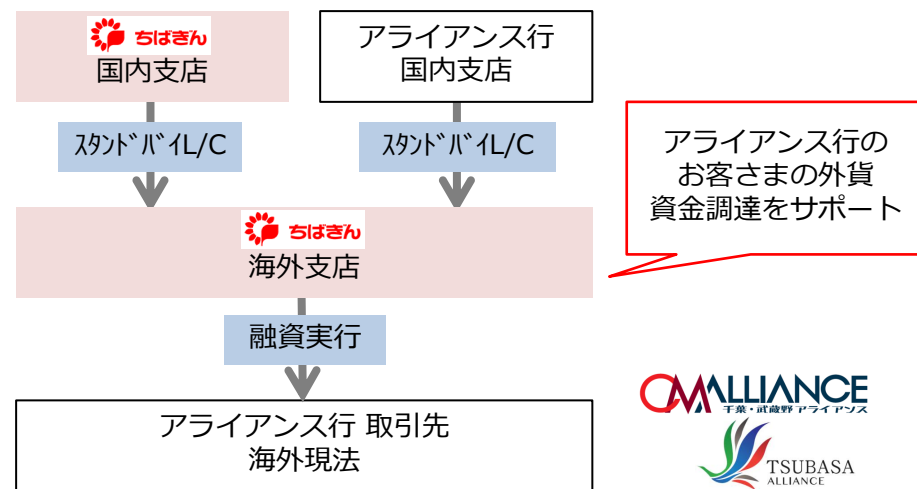 ちばぎん
国内支店
アライアンス行
国内支店
ｽﾀﾝﾄﾞﾊﾞｲL/C
ｽﾀﾝﾄﾞﾊﾞｲL/C
アライアンス行の
お客さまの外貨
資金調達をサポート
ちばぎん
海外支店
融資実行
アライアンス行 取引先
海外現法
CMALLIANCE
千葉・武蔵野 アライアンス
TSUBASA
ALLIANCE